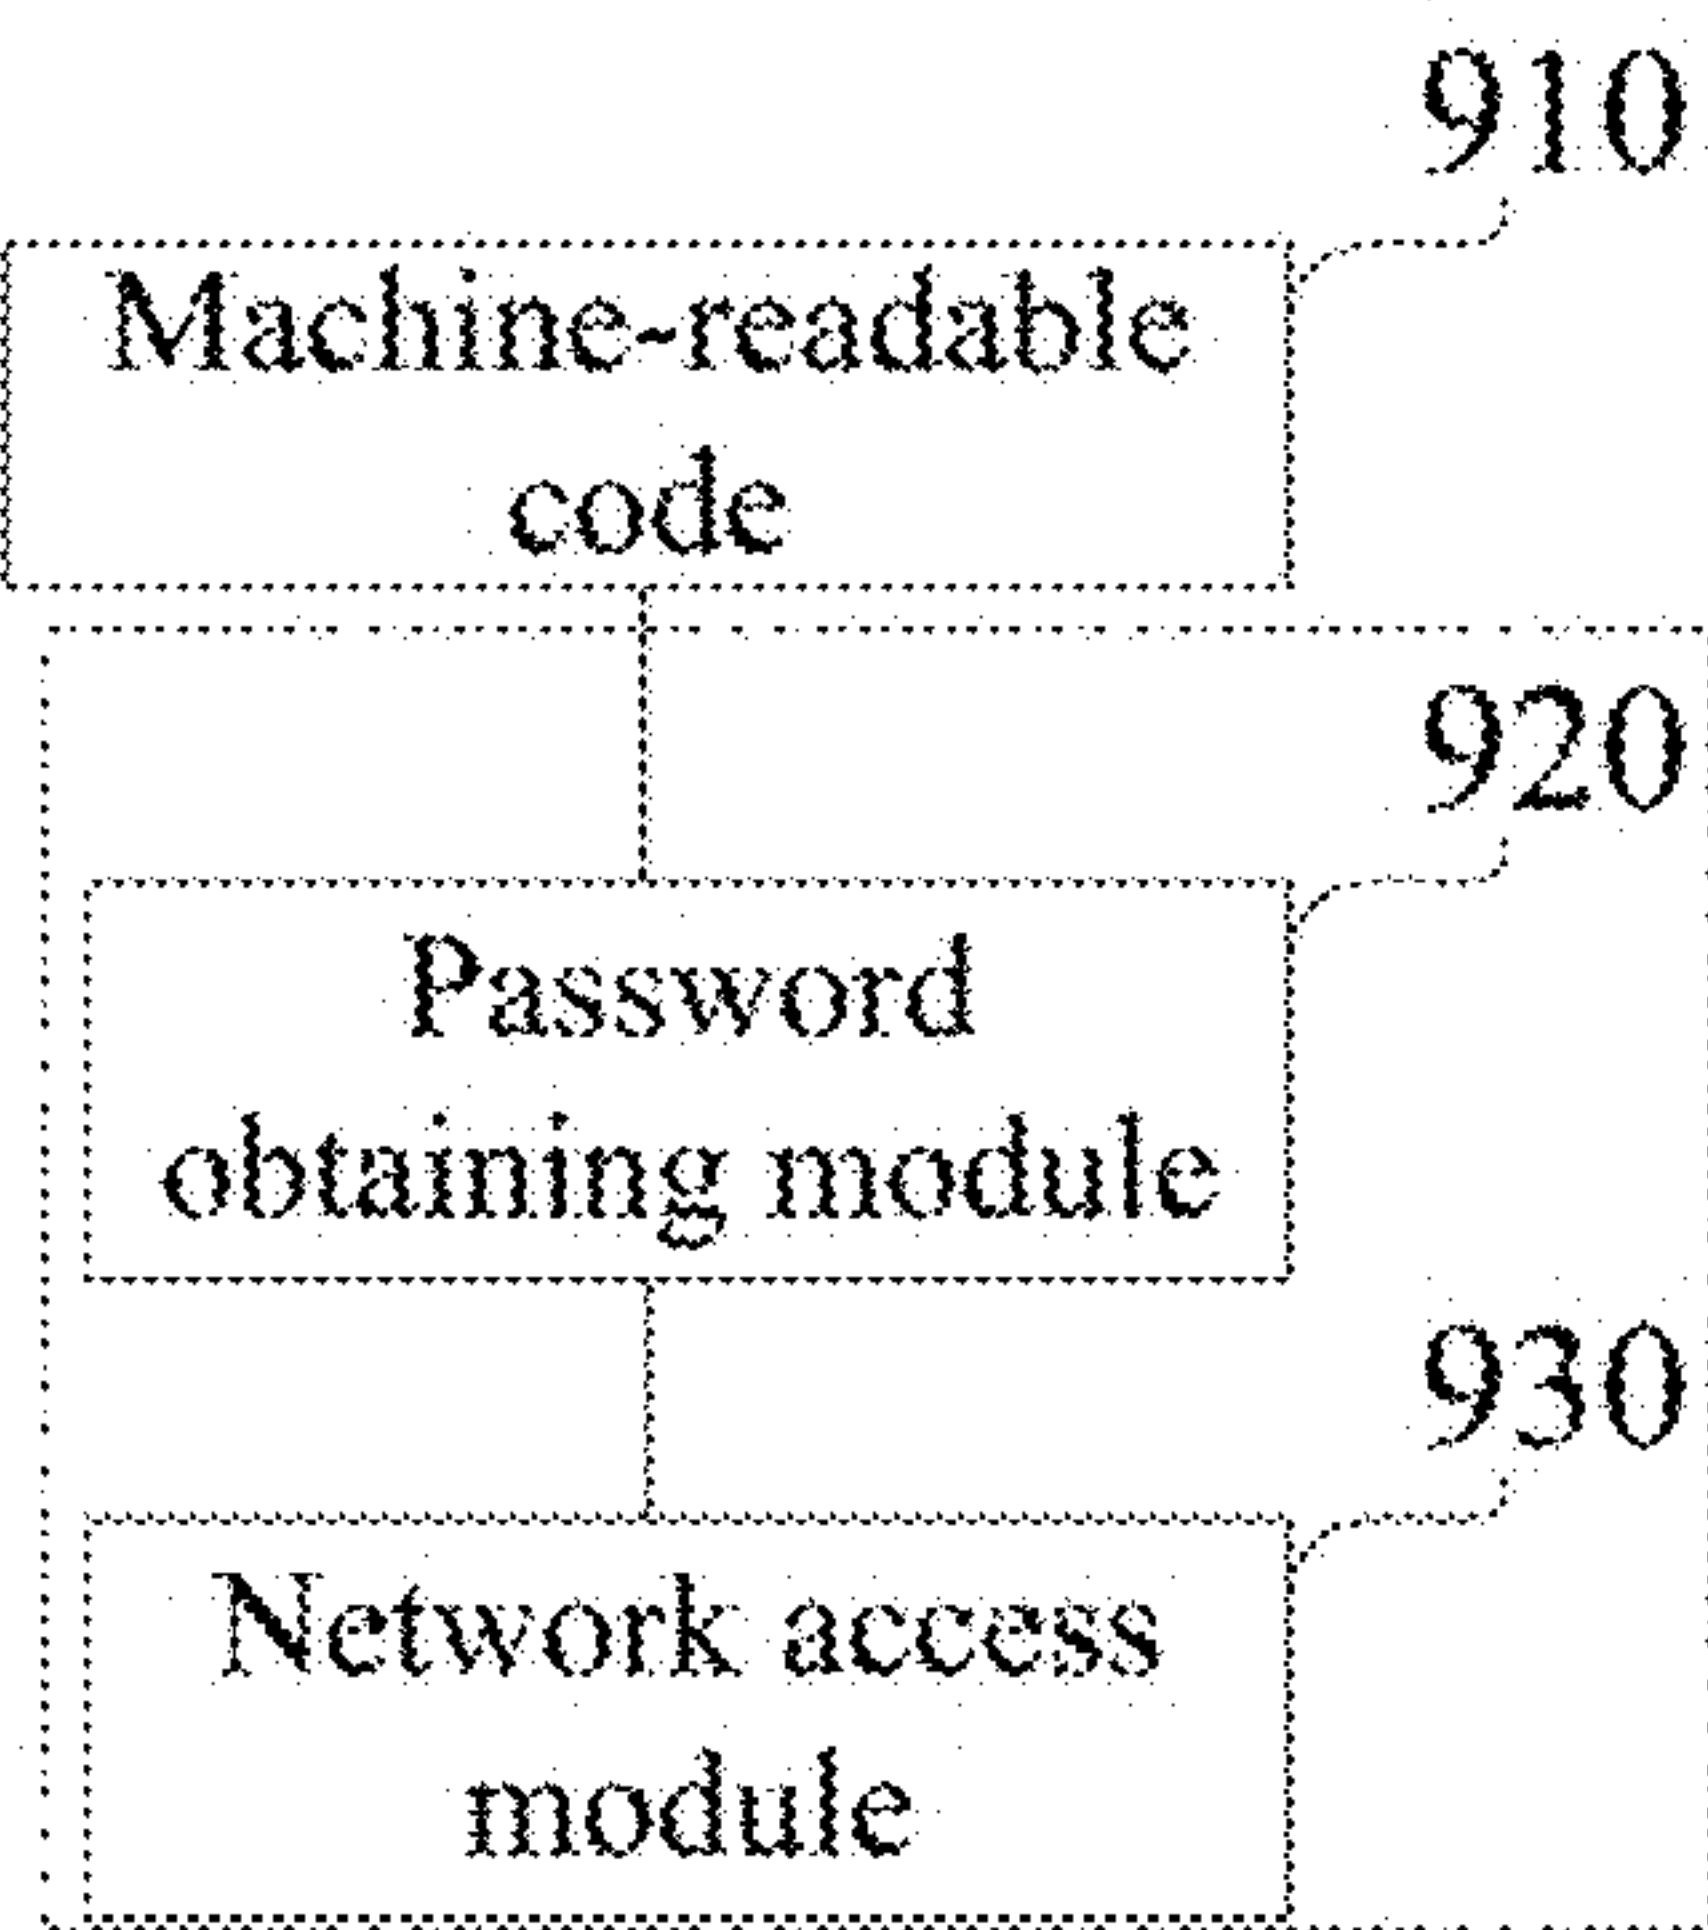 910
Machine-readable
code
920
Password
obtaining module
930
Network access
module